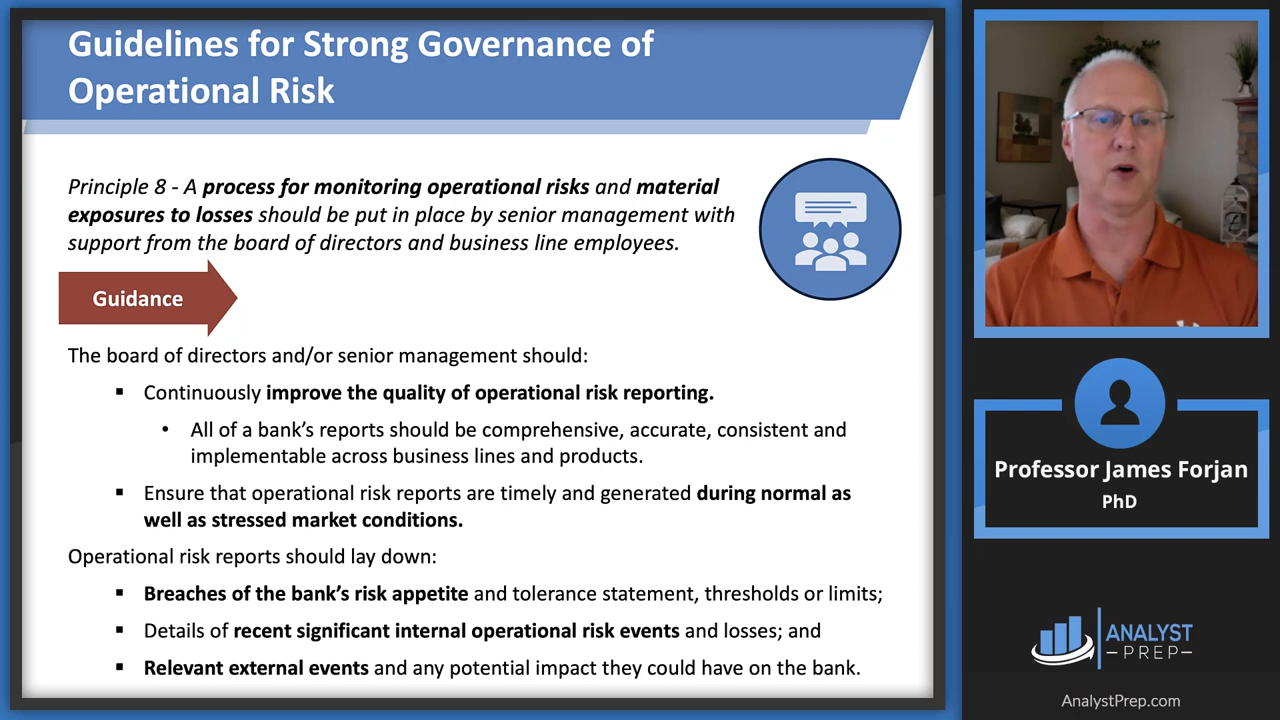 Guidelines for Strong Governance of
Operational Risk
Principle 8 - A process for monitoring operational risks and material
exposures to losses should be put in place by senior management with
support from the board of directors and business line employees.
Guidance
The board of directors and/or senior management should:
▪ Continuously improve the quality of operational risk reporting.
• All of a bank’s reports should be comprehensive, accurate, consistent and
implementable across business lines and products.
▪ Ensure that operational risk reports are timely and generated during normal as
well as stressed market conditions.
Operational risk reports should lay down:
▪ Breaches of the bank’s risk appetite and tolerance statement, thresholds or limits;
▪ Details of recent significant internal operational risk events and losses; and
▪ Relevant external events and any potential impact they could have on the bank.
Professor James Forjan
PhD
ANALYST
PREP
AnalystPrep.com